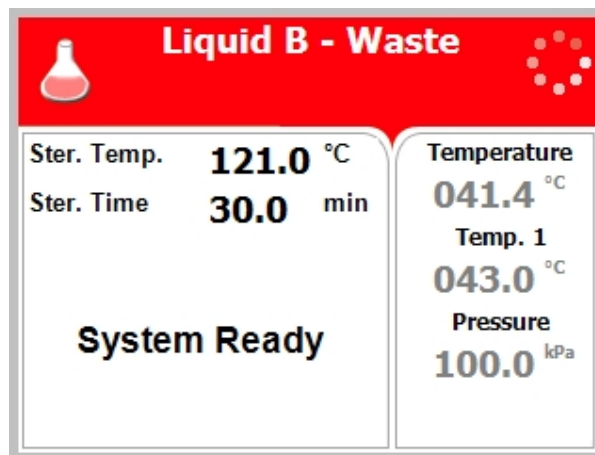 Liquid B - Waste
Ster. Temp. 121.0 °C
Ster. Time 30.0 min
System Ready
Temperature
041.4 °C
Temp. 1
043.0 °C
Pressure
100.0 kPa